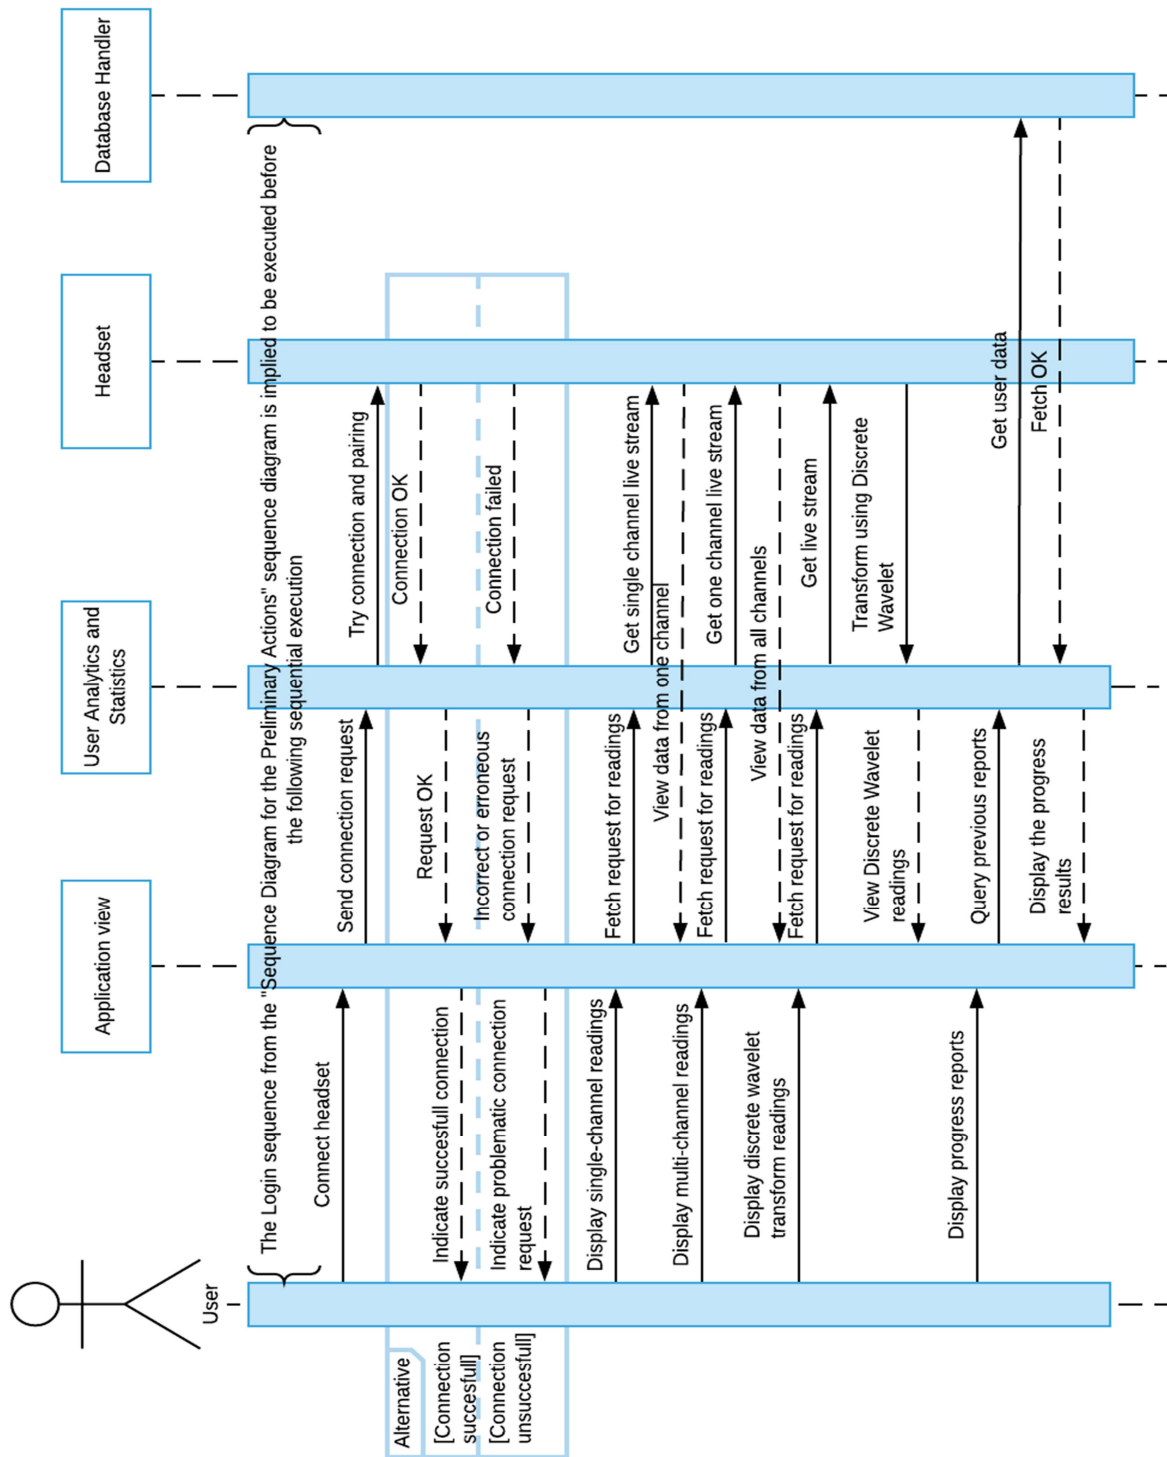 User
Application view
User Analytics and
Statistics
Headset
Database Handler
The Login sequence from the "Sequence Diagram for the Preliminary Actions" sequence diagram is implied to be executed before
the following sequential execution
Connect headset
Send connection request
Try connection and pairing
Alternative
[Connection
succesfull]
Connection OK
Request OK
Indicate succesfull connection
[Connection
unsuccesfull]
Connection failed
Incorrect or erroneous
connection request
Indicate problematic connection
request
Display single-channel readings
Fetch request for readings
Get single channel live stream
View data from one channel
Display multi-channel readings
Fetch request for readings
Get one channel live stream
View data from all channels
Display discrete wavelet
transform readings
Fetch request for readings
Get live stream
Transform using Discrete
Wavelet
View Discrete Wavelet
readings
Display progress reports
Query previous reports
Get user data
Fetch OK
Display the progress
results